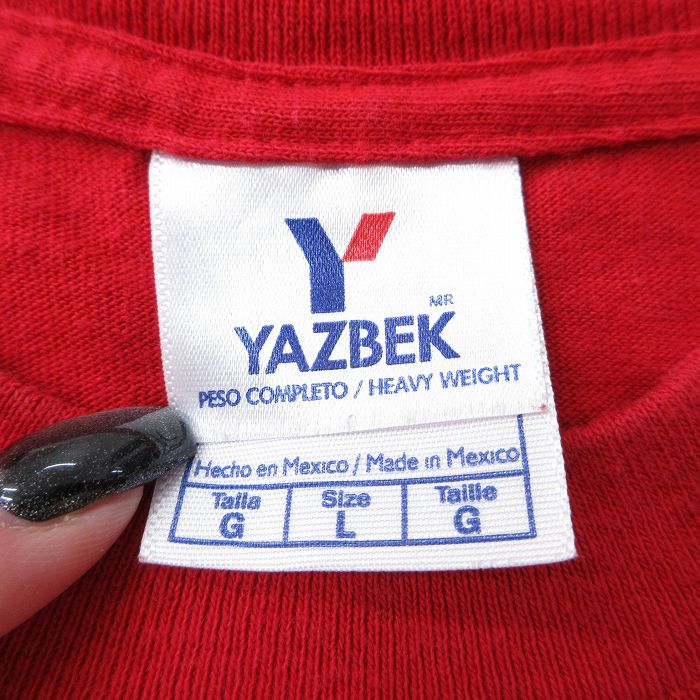 Y
MR
YAZBEK
PESO COMPLETO / HEAVY WEIGHT
Hecho en Mexico / Made in Mexico
Talla Size Taille
G L G